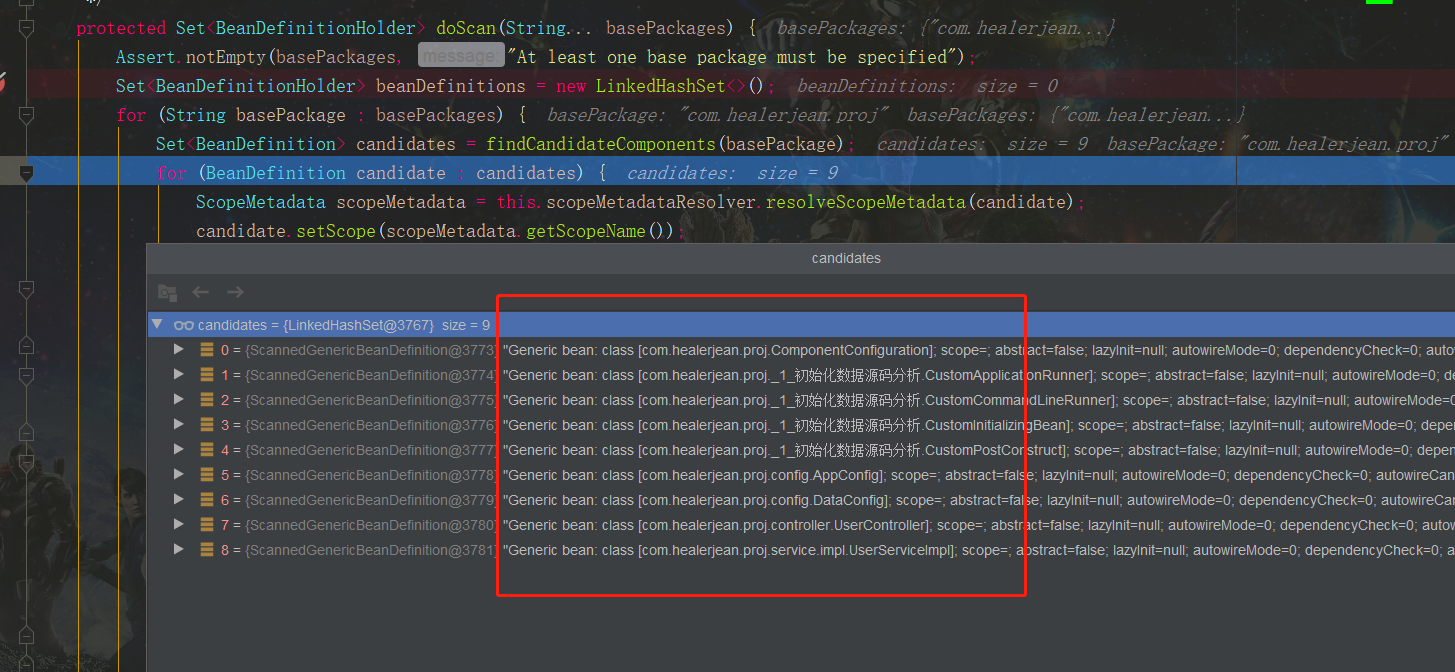 */
protected Set<BeanDefinitionHolder> doScan(String... basePackages) { basePackages: {"com.healerjean...}
Assert.notEmpty(basePackages, message: "At least one base package must be specified");
Set<BeanDefinitionHolder> beanDefinitions = new LinkedHashSet<>(); beanDefinitions: size = 0
for (String basePackage : basePackages) { basePackage: "com.healerjean.proj" basePackages: {"com.healerjean...}
Set<BeanDefinition> candidates = findCandidateComponents(basePackage); candidates: size = 9 basePackage: "com.healerjean.proj"
for (BeanDefinition candidate : candidates) { candidates: size = 9
ScopeMetadata scopeMetadata = this.scopeMetadataResolver.resolveScopeMetadata(candidate);
candidate.setScope(scopeMetadata.getScopeName());
candidates
candidates = {LinkedHashSet@3767} size = 9
0 = {ScannedGenericBeanDefinition@3773} "Generic bean: class [com.healerjean.proj.ComponentConfiguration]; scope=; abstract=false; lazyInit=null; autowireMode=0; dependencyCheck=0; autow
1 = {ScannedGenericBeanDefinition@3774} "Generic bean: class [com.healerjean.proj._1_初始化数据源码分析.CustomApplicationRunner]; scope=; abstract=false; lazyInit=null; autowireMode=0; de
2 = {ScannedGenericBeanDefinition@3775} "Generic bean: class [com.healerjean.proj._1_初始化数据源码分析.CustomCommandLineRunner]; scope=; abstract=false; lazyInit=null; autowireMode=0
3 = {ScannedGenericBeanDefinition@3776} "Generic bean: class [com.healerjean.proj._1_初始化数据源码分析.CustomInitializingBean]; scope=; abstract=false; lazyInit=null; autowireMode=0; depe
4 = {ScannedGenericBeanDefinition@3777} "Generic bean: class [com.healerjean.proj._1_初始化数据源码分析.CustomPostConstruct]; scope=; abstract=false; lazyInit=null; autowireMode=0; depen
5 = {ScannedGenericBeanDefinition@3778} "Generic bean: class [com.healerjean.proj.config.AppConfig]; scope=; abstract=false; lazyInit=null; autowireMode=0; dependencyCheck=0; autowireCan
6 = {ScannedGenericBeanDefinition@3779} "Generic bean: class [com.healerjean.proj.config.DataConfig]; scope=; abstract=false; lazyInit=null; autowireMode=0; dependencyCheck=0; autowireCa
7 = {ScannedGenericBeanDefinition@3780} "Generic bean: class [com.healerjean.proj.controller.UserController]; scope=; abstract=false; lazyInit=null; autowireMode=0; dependencyCheck=0; auto
8 = {ScannedGenericBeanDefinition@3781} "Generic bean: class [com.healerjean.proj.service.impl.UserServiceImpl]; scope=; abstract=false; lazyInit=null; autowireMode=0; dependencyCheck=0; a